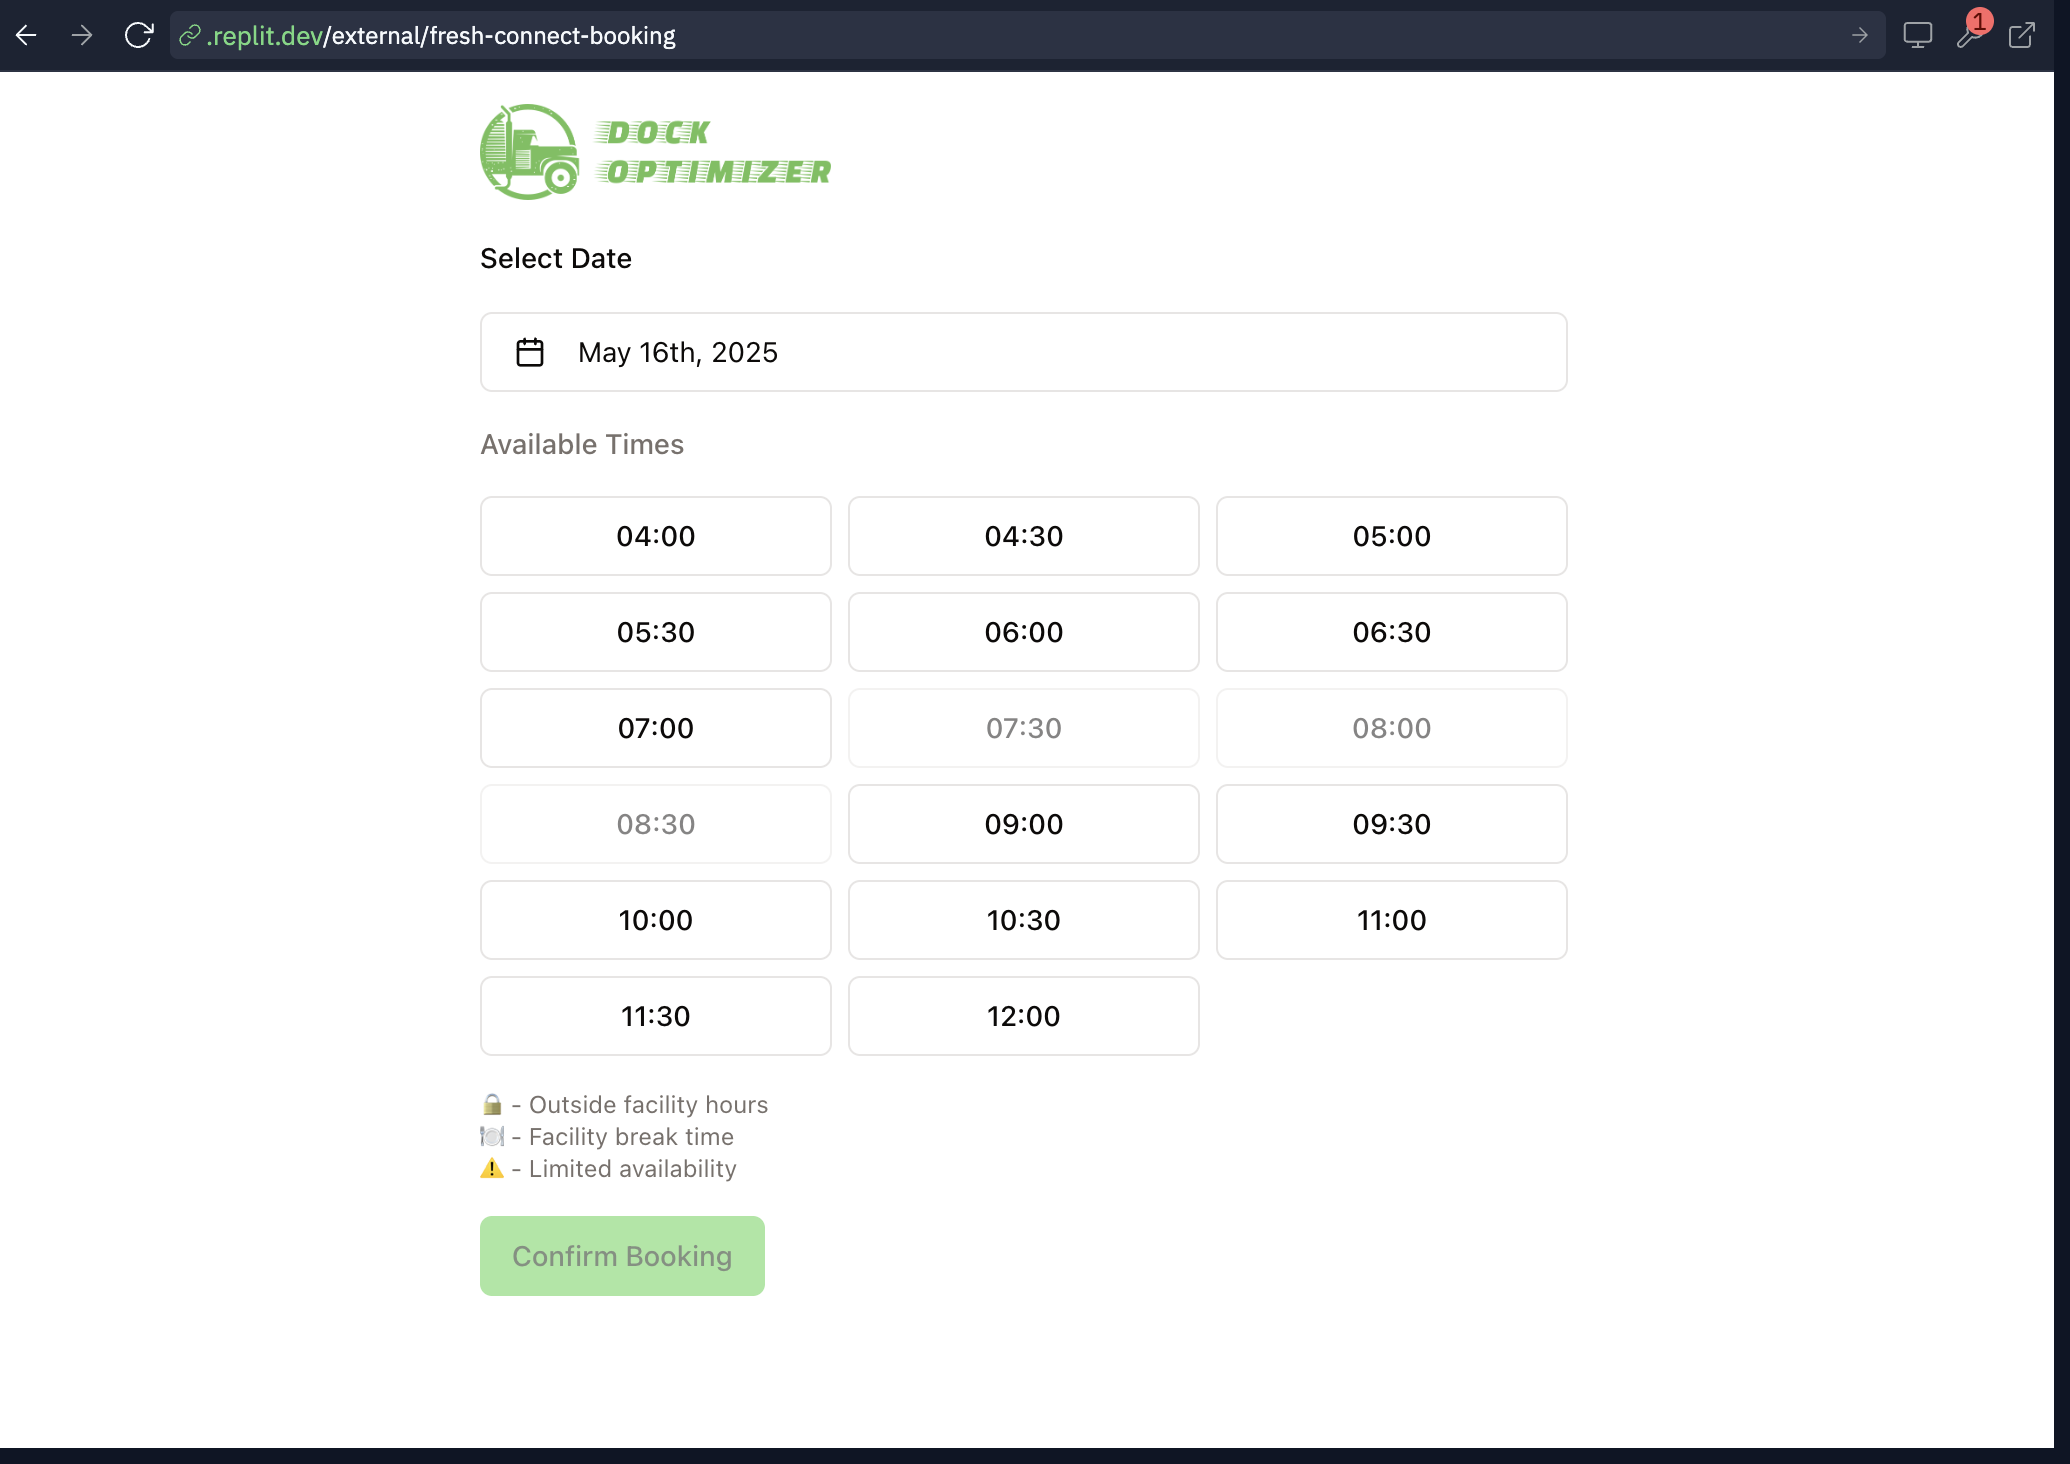 .replit.dev/external/fresh-connect-booking
1
DOCK
OPTIMIZER
Select Date
May 16th, 2025
Available Times
04:00 04:30 05:00
05:30 06:00 06:30
07:00 07:30 08:00
08:30 09:00 09:30
10:00 10:30 11:00
11:30 12:00
🔒 - Outside facility hours
🍽️ - Facility break time
⚠️ - Limited availability
Confirm Booking